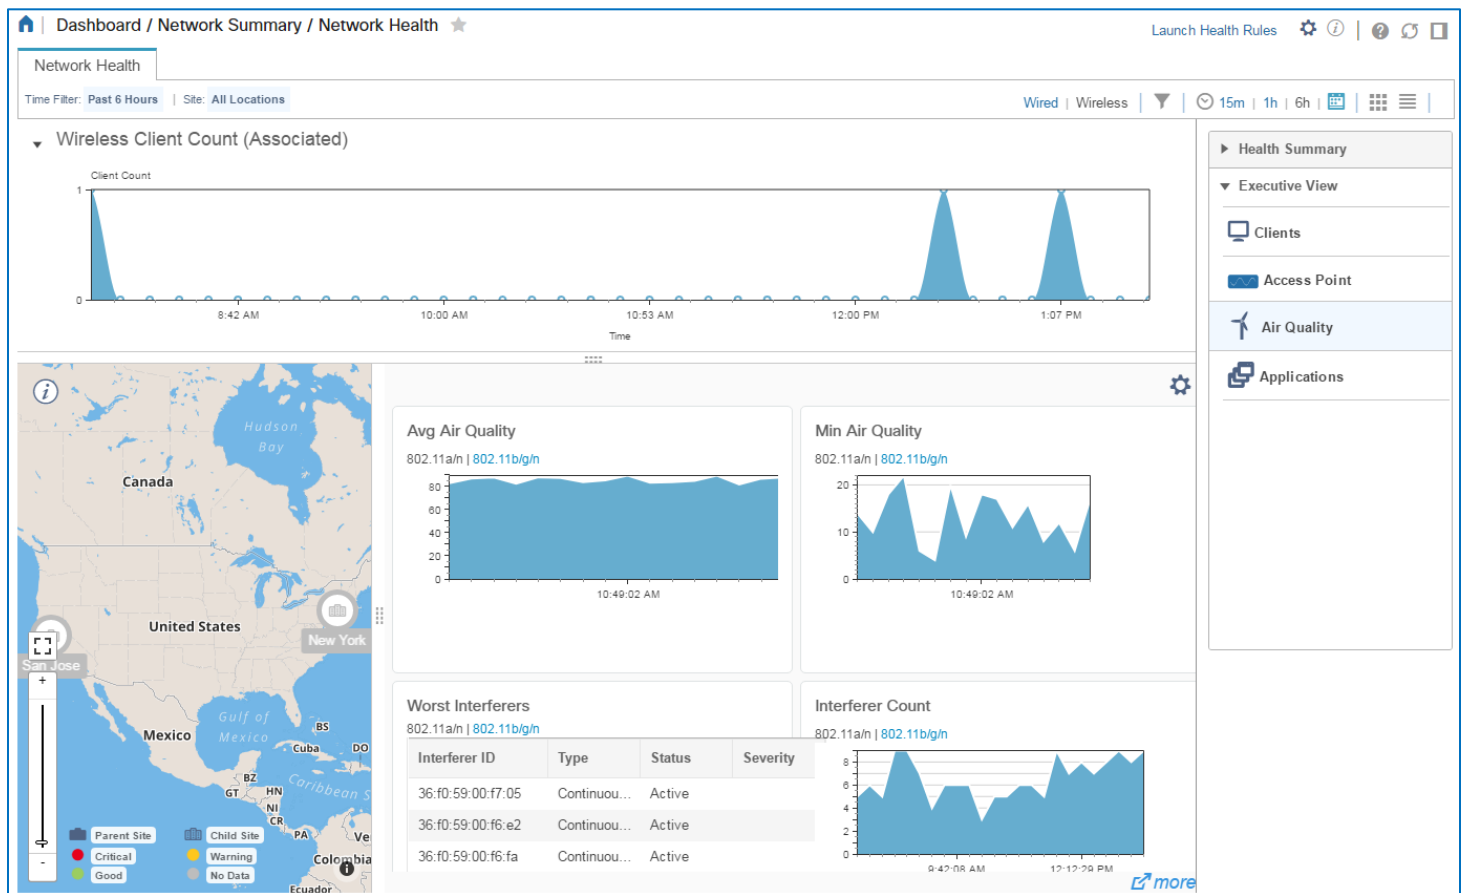 Dashboard / Network Summary / Network Health
Launch Health Rules
Network Health
Time Filter: Past 6 Hours | Site: All Locations
Wired | Wireless | 15m | 1h | 6h
Wireless Client Count (Associated)
Client Count
1
0
8:42 AM 10:00 AM 10:53 AM 12:00 PM 1:07 PM
Time
Health Summary
Executive View
Clients
Access Point
Air Quality
Applications
Hudson
Bay
Canada
United States
New York
San Jose
+
Gulf of
Mexico
Mexico
BS
Cuba
DO
BZ
Caribbean S
GT
HN
NI
CR
PA
Ve
Colombia
Ecuador
-
Parent Site
Child Site
Critical
Warning
Good
No Data
Avg Air Quality
802.11a/n | 802.11b/g/n
80
60
40
20
0
10:49:02 AM
Min Air Quality
802.11a/n | 802.11b/g/n
20
10
0
10:49:02 AM
Worst Interferers
802.11a/n | 802.11b/g/n
Interferer ID Type Status Severity
36:f0:59:00:f7:05 Continuou... Active
36:f0:59:00:f6:e2 Continuou... Active
36:f0:59:00:f6:fa Continuou... Active
Interferer Count
802.11a/n | 802.11b/g/n
8
6
4
2
0
9:42:08 AM 12:12:29 PM
more